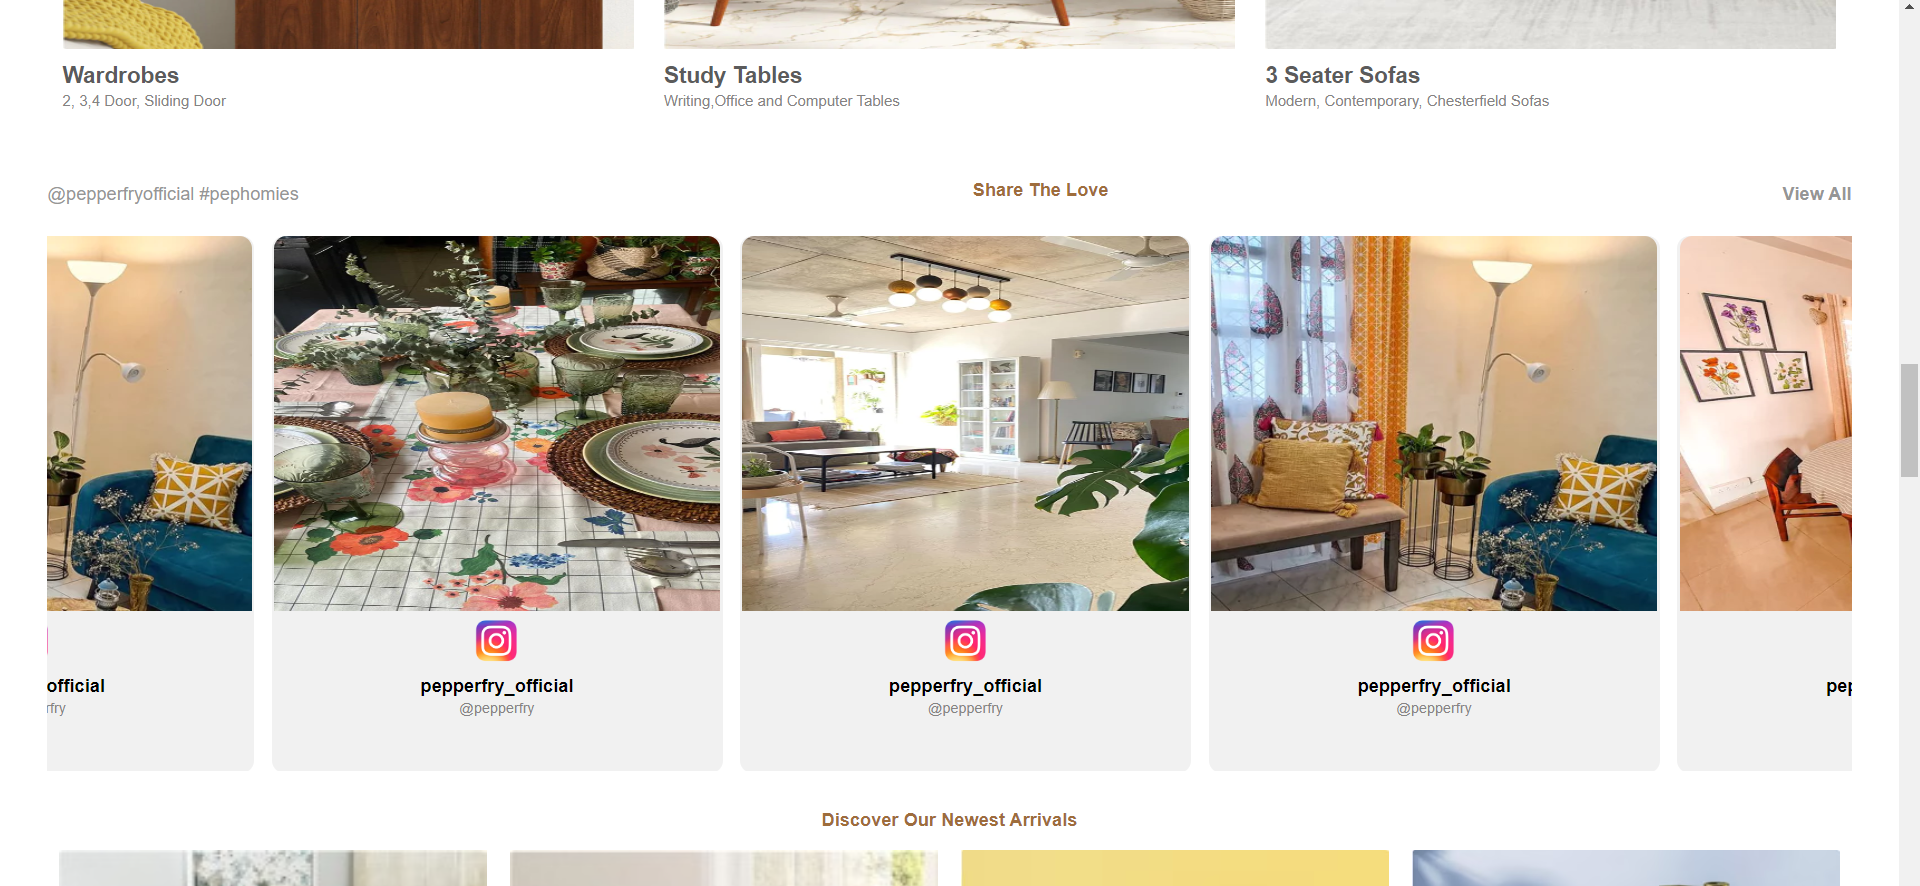 Wardrobes
2, 3,4 Door, Sliding Door
Study Tables
Writing,Office and Computer Tables
3 Seater Sofas
Modern, Contemporary, Chesterfield Sofas
@pepperfryofficial #pephomies
Share The Love
View All
official
rfry
pepperfry_official
@pepperfry
pepperfry_official
@pepperfry
pepperfry_official
@pepperfry
pep
Discover Our Newest Arrivals